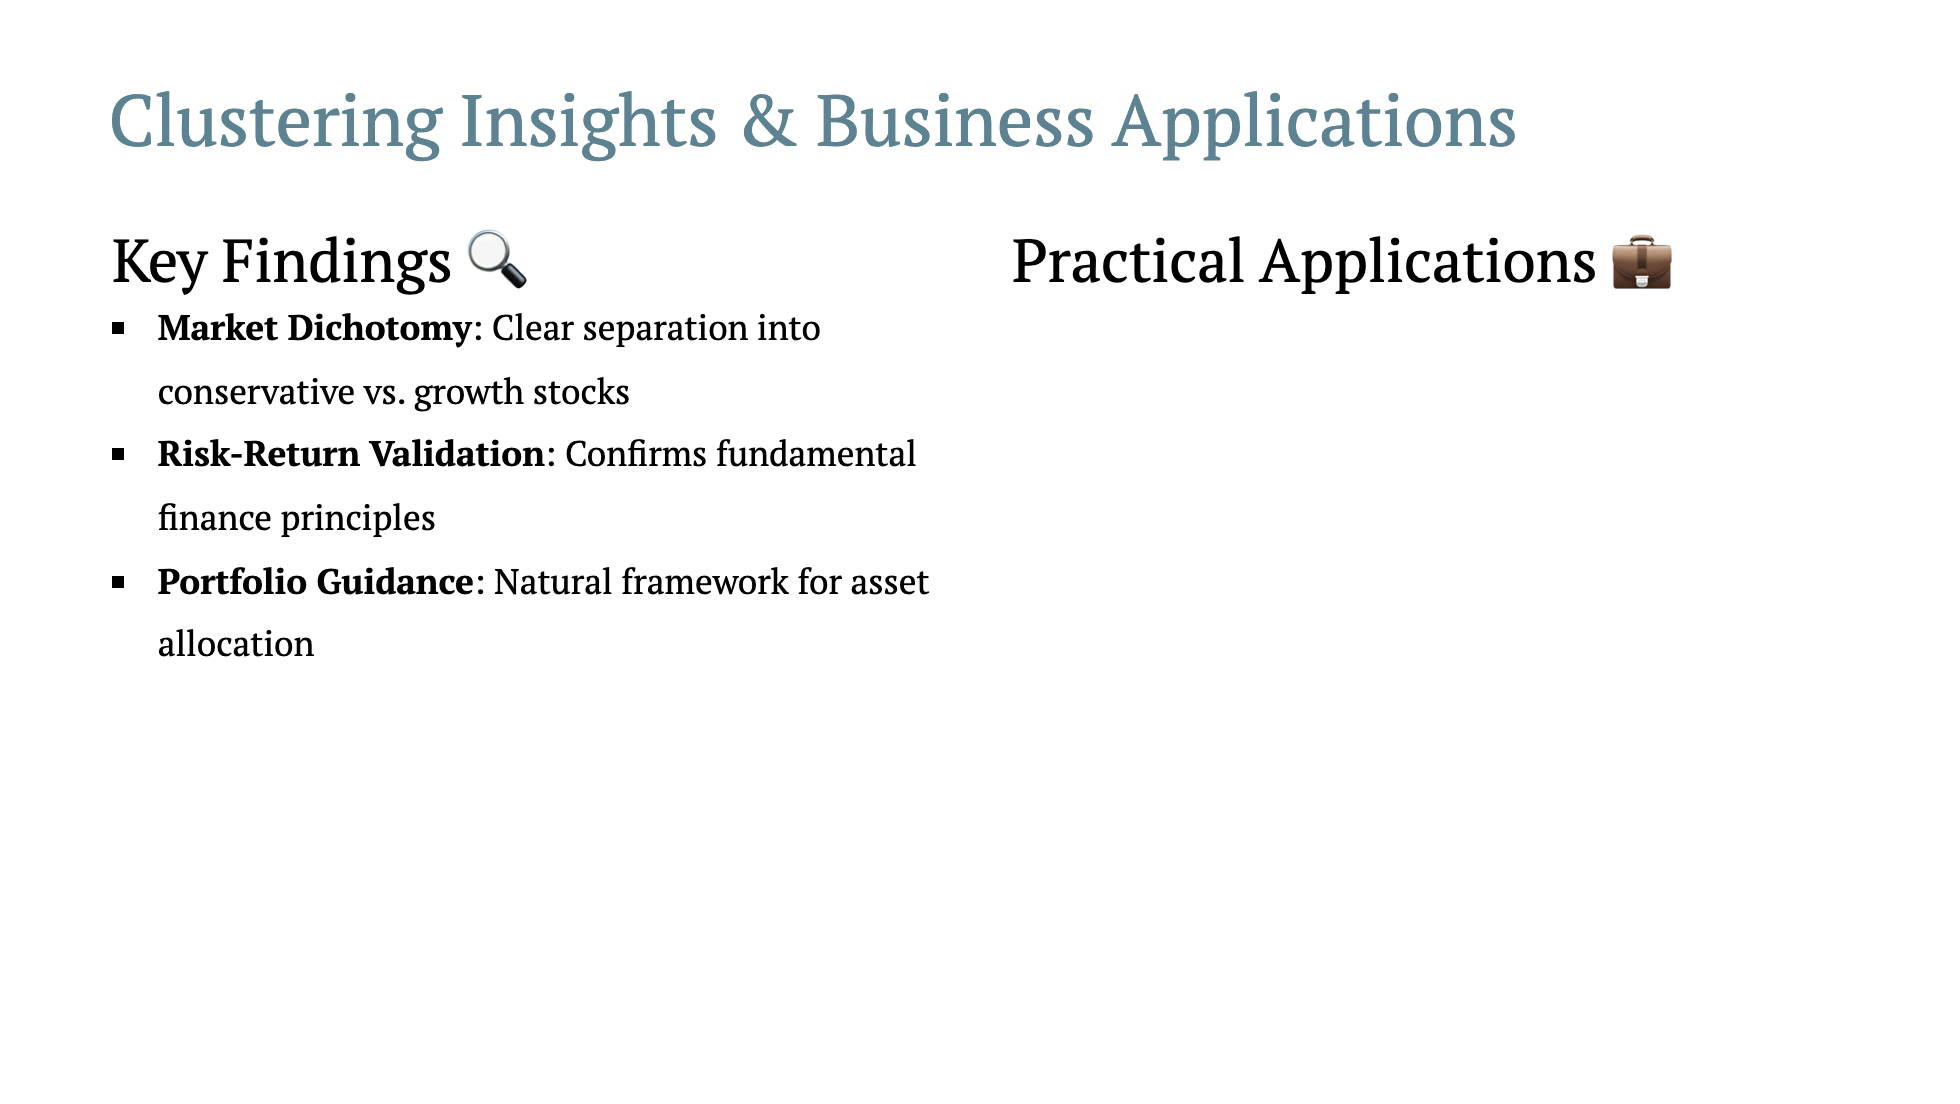 Clustering Insights & Business Applications
Key Findings 🔍
▪ Market Dichotomy: Clear separation into
conservative vs. growth stocks
▪ Risk-Return Validation: Confirms fundamental
finance principles
▪ Portfolio Guidance: Natural framework for asset
allocation
Practical Applications 💼